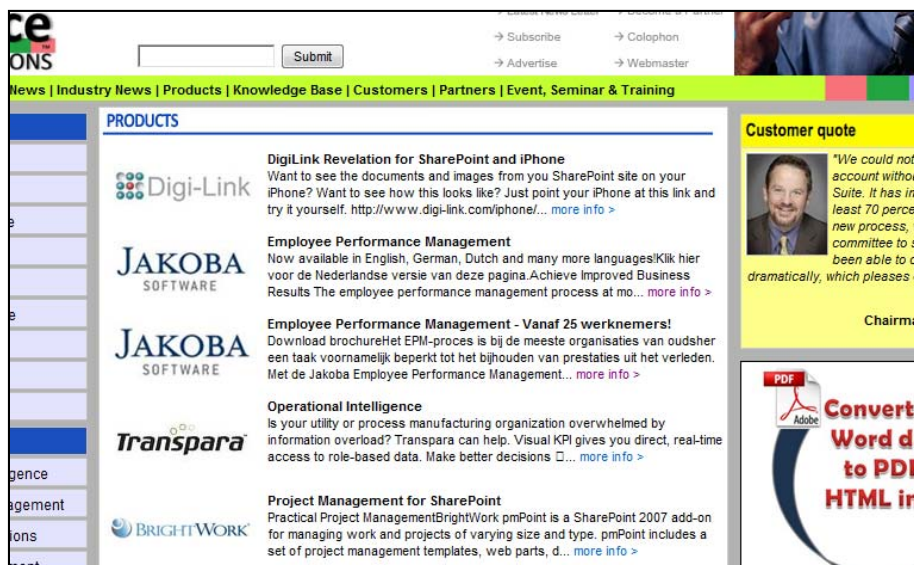 ce
ONS
→ Latest News Letter
→ Become a Partner
→ Subscribe
→ Colophon
Submit
→ Advertise
→ Webmaster
News | Industry News | Products | Knowledge Base | Customers | Partners | Event, Seminar & Training
PRODUCTS
Digi-Link
DigiLink Revelation for SharePoint and iPhone
Want to see the documents and images from you SharePoint site on your
iPhone? Want to see how this looks like? Just point your iPhone at this link and
try it yourself. http://www.digi-link.com/iphone/... more info >
JAKOBA
SOFTWARE
Employee Performance Management
Now available in English, German, Dutch and many more languages!Klik hier
voor de Nederlandse versie van deze pagina.Achieve Improved Business
Results The employee performance management process at mo... more info >
JAKOBA
SOFTWARE
Employee Performance Management - Vanaf 25 werknemers!
Download brochureHet EPM-proces is bij de meeste organisaties van oudsher
een taak voornamelijk beperkt tot het bijhouden van prestaties uit het verleden.
Met de Jakoba Employee Performance Management... more info >
Transpara
Operational Intelligence
Is your utility or process manufacturing organization overwhelmed by
information overload? Transpara can help. Visual KPI gives you direct, real-time
access to role-based data. Make better decisions □... more info >
BRIGHTWORK
Project Management for SharePoint
Practical Project ManagementBrightWork pmPoint is a SharePoint 2007 add-on
for managing work and projects of varying size and type. pmPoint includes a
set of project management templates, web parts, d... more info >
e
e
gence
agement
ions
Customer quote
"We could not
account withou
Suite. It has in
least 70 perce
new process,
committee to s
been able to c
dramatically, which pleases
Chairma
PDF
Adobe
Convert
Word d
to PDF
HTML in